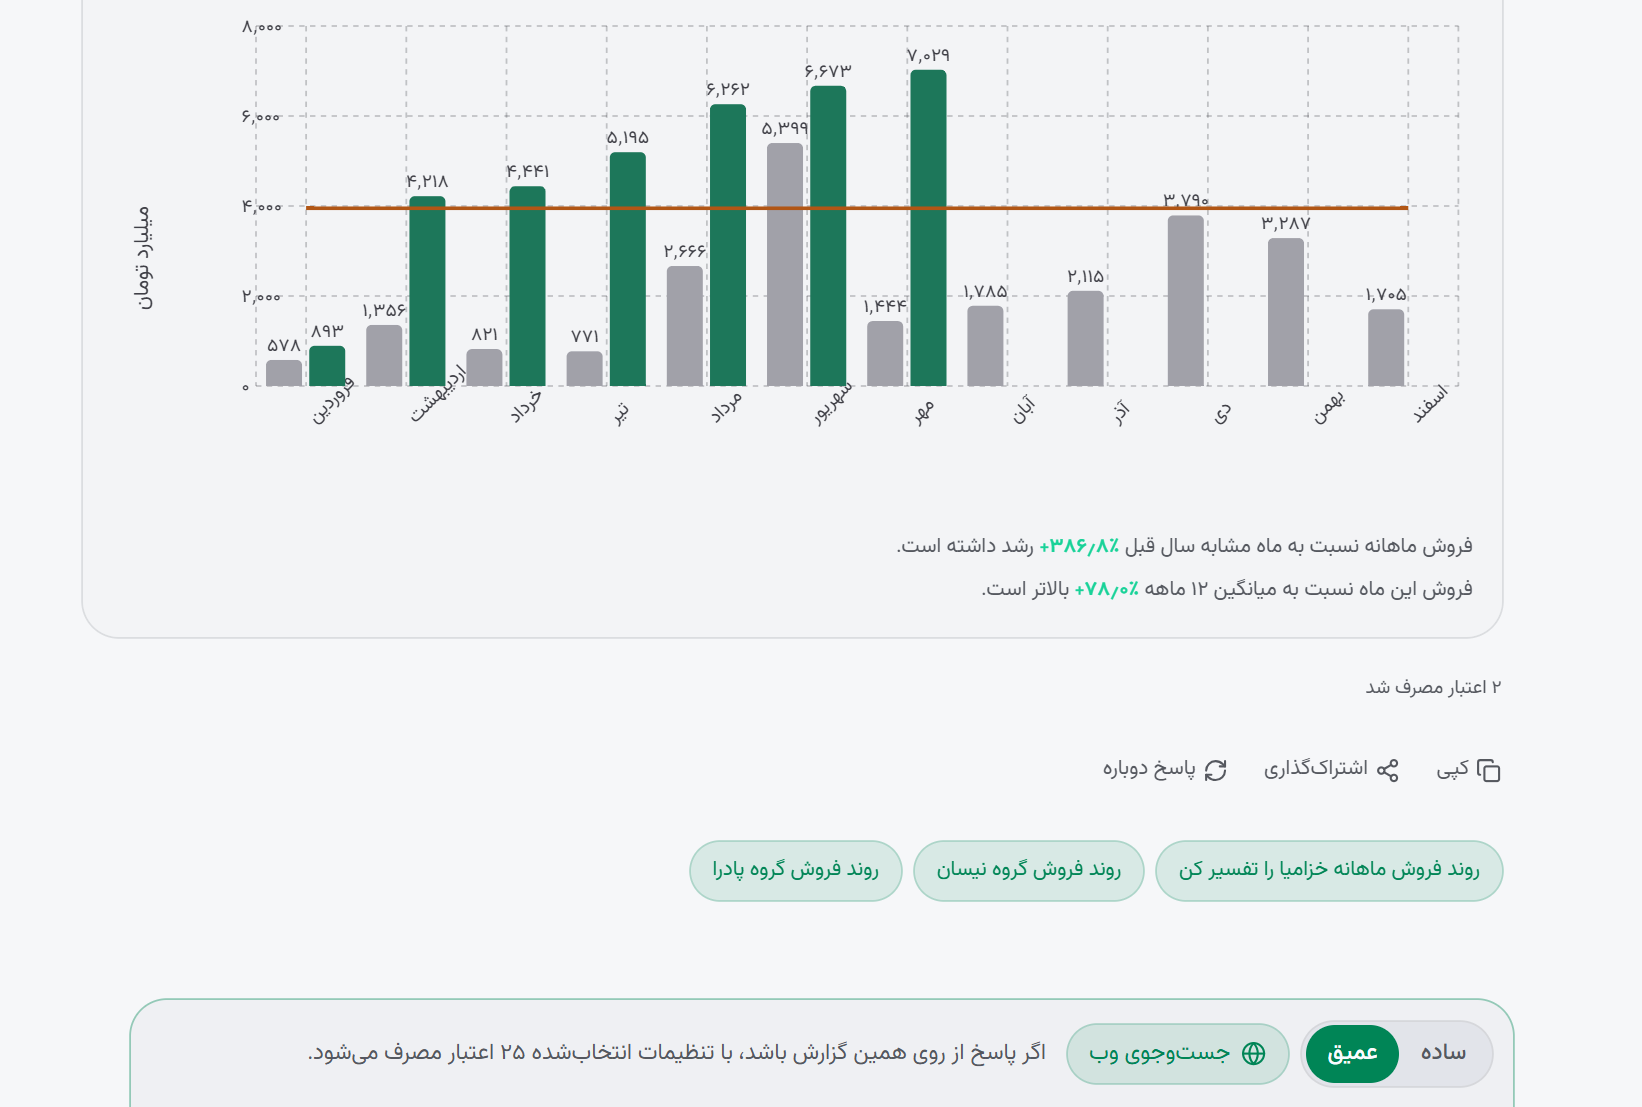 ۸,۰۰۰
۶,۰۰۰
۴,۰۰۰
۲,۰۰۰
۰
میلیارد تومان
۵۷۸
۸۹۳
۱,۳۵۶
۴,۲۱۸
۸۲۱
۴,۴۴۱
۷۷۱
۵,۱۹۵
۲,۶۶۶
۶,۲۶۲
۵,۳۹۹
۶,۶۷۳
۱,۴۴۴
۷,۰۲۹
۱,۷۸۵
۲,۱۱۵
۳,۷۹۰
۳,۲۸۷
۱,۷۰۵
فروردین
اردیبهشت
خرداد
تیر
مرداد
شهریور
مهر
آبان
آذر
دی
بهمن
اسفند
فروش ماهانه نسبت به ماه مشابه سال قبل ۳۸۶٫۸٪+ رشد داشته است.
فروش این ماه نسبت به میانگین ۱۲ ماهه ۷۸٫۰٪+ بالاتر است.
۲ اعتبار مصرف شد
کپی
اشتراک‌گذاری
پاسخ دوباره
روند فروش ماهانه خزامیا را تفسیر کن
روند فروش گروه نیسان
روند فروش گروه پادرا
ساده
عمیق
جست‌وجوی وب
اگر پاسخ از روی همین گزارش باشد، با تنظیمات انتخاب‌شده ۲۵ اعتبار مصرف می‌شود.